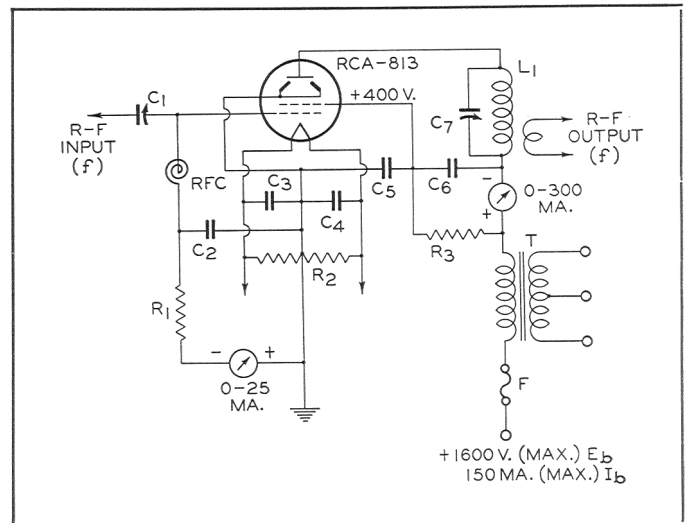 RCA-813
+400 V.
L1
C1
R-F
INPUT
(f)
C7
R-F
OUTPUT
(f)
RFC
C3
C5
C6
-
0-300
MA.
+
C4
C2
R2
R3
T
R1
-
+
0-25
MA.
F
+1600 V. (MAX.) Eb
150 MA. (MAX.) Ib